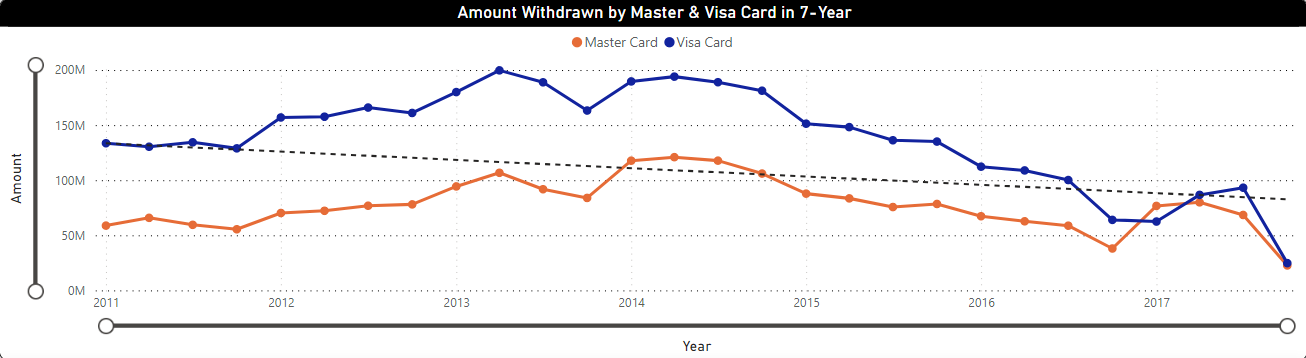 Amount Withdrawn by Master & Visa Card in 7-Year
Master Card Visa Card
200M
150M
100M
50M
0M
Amount
2011 2012 2013 2014 2015 2016 2017
Year